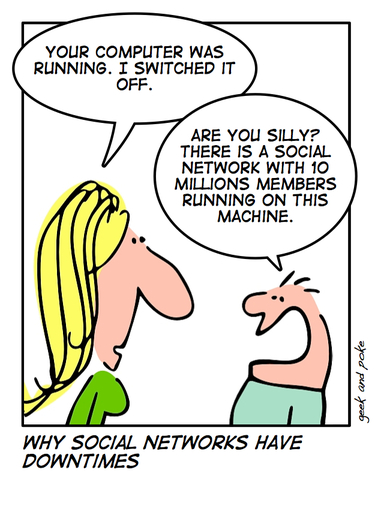 YOUR COMPUTER WAS
RUNNING. I SWITCHED IT
OFF.
ARE YOU SILLY?
THERE IS A SOCIAL
NETWORK WITH 10
MILLIONS MEMBERS
RUNNING ON THIS
MACHINE.
geek and poke
WHY SOCIAL NETWORKS HAVE
DOWNTIMES